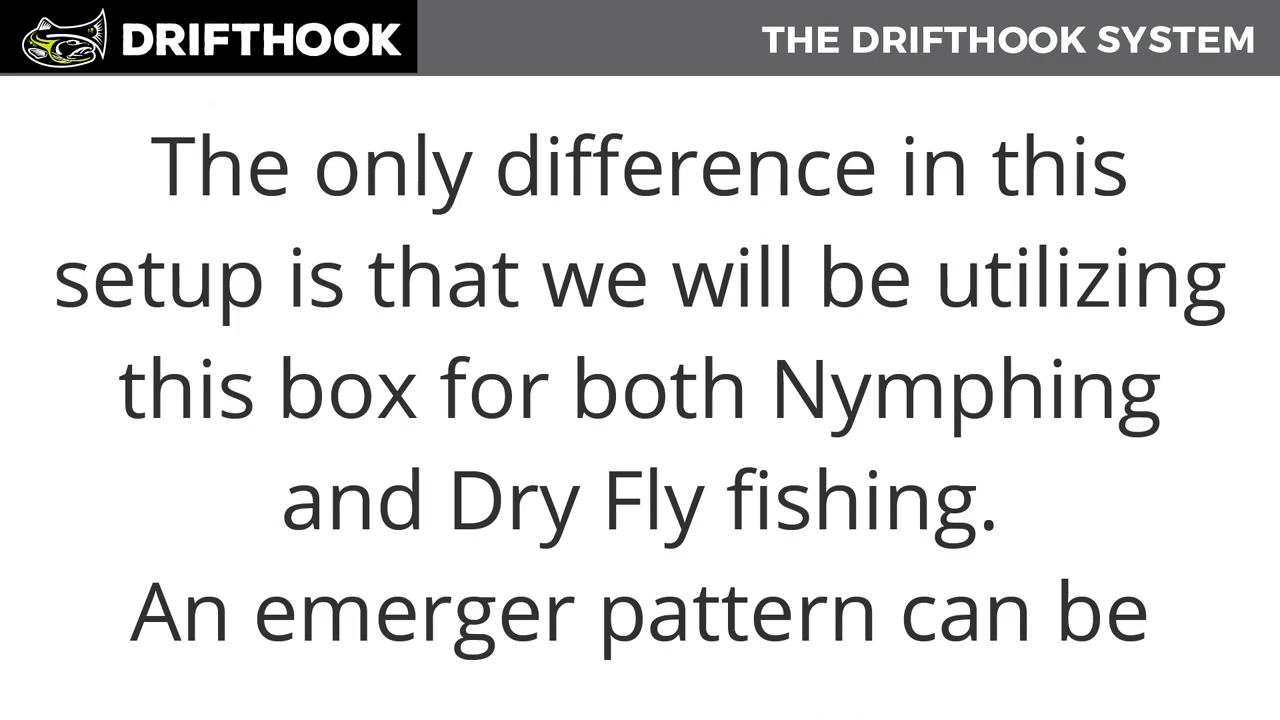 DRIFTHOOK
THE DRIFTHOOK SYSTEM
The only difference in this
setup is that we will be utilizing
this box for both Nymphing
and Dry Fly fishing.
An emerger pattern can be